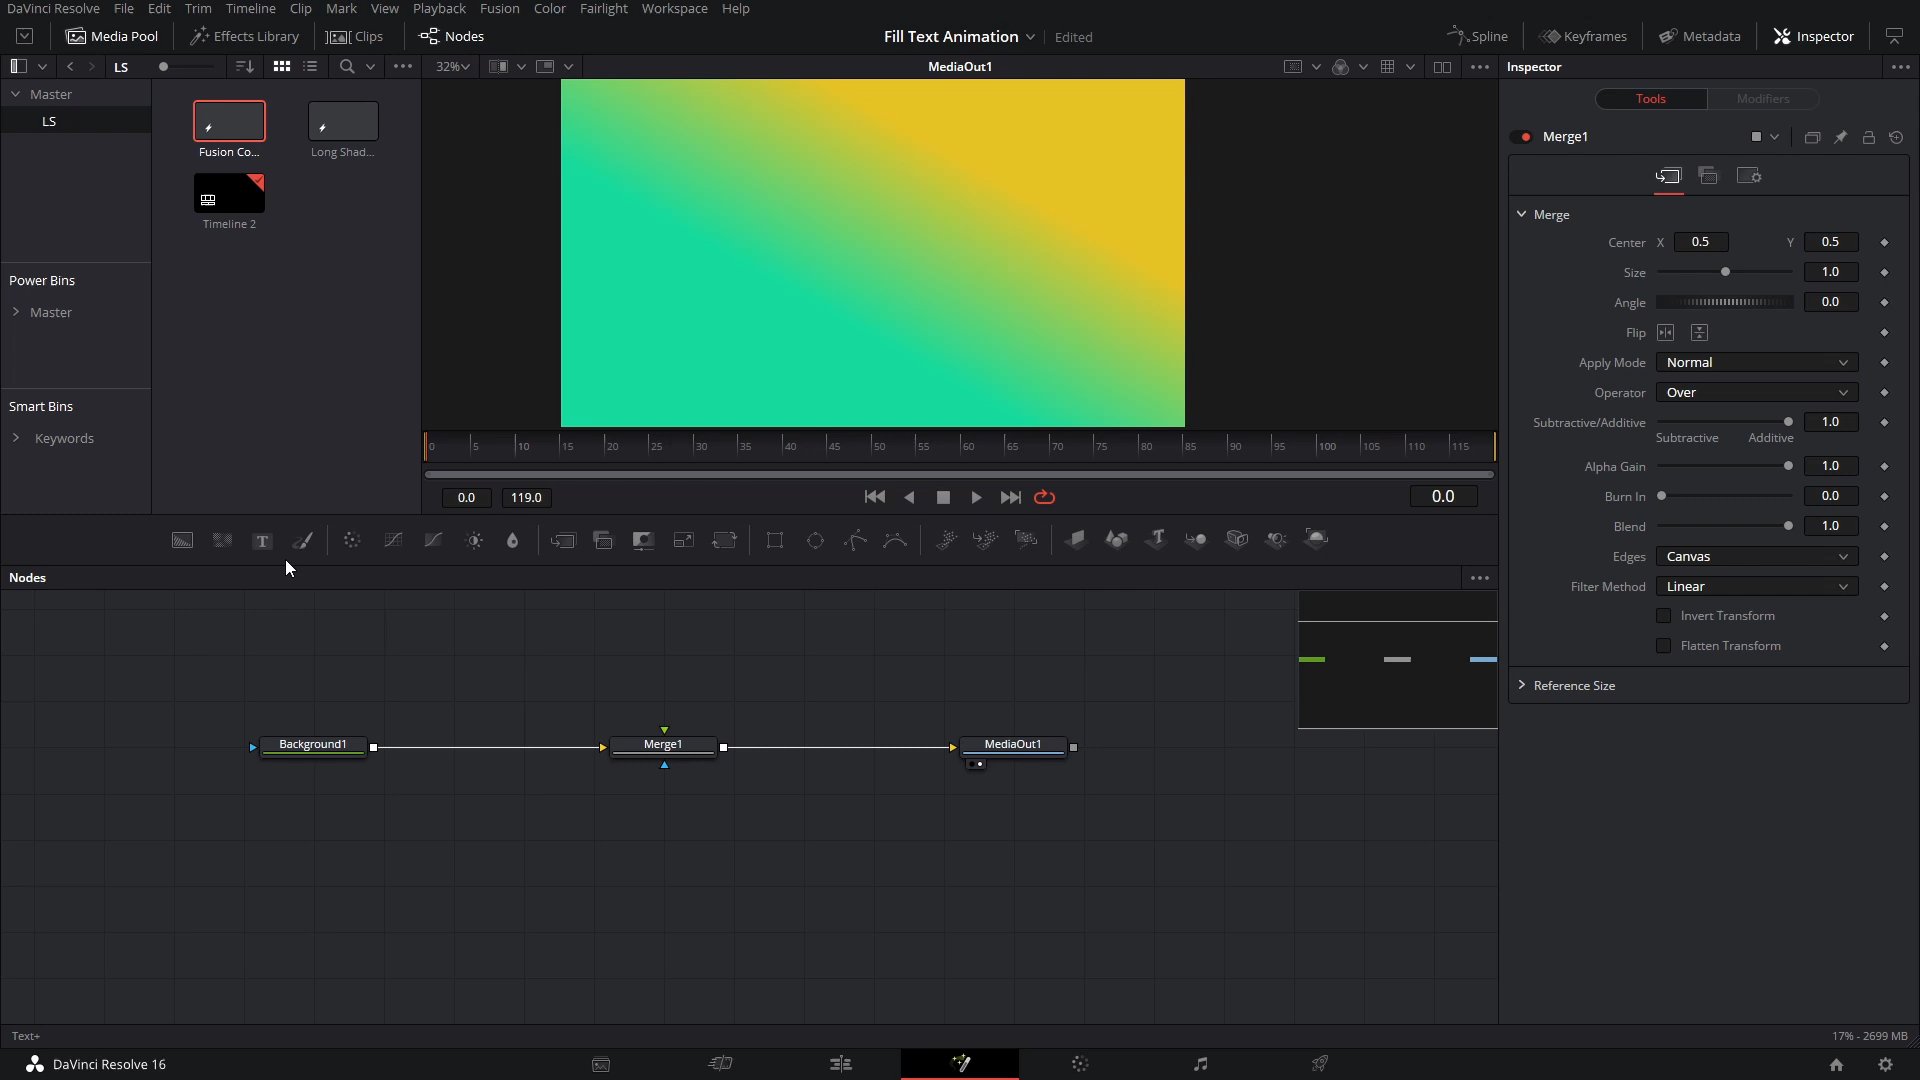 DaVinci Resolve File Edit Trim Timeline Clip Mark View Playback Fusion Color Fairlight Workspace Help
Media Pool Effects Library Clips Nodes Fill Text Animation Edited Spline Keyframes Metadata Inspector
LS 32% MediaOut1 Inspector
Master
LS
Fusion Co... Long Shad...
Timeline 2
Power Bins
Master
Smart Bins
Keywords
0 5 10 15 20 25 30 35 40 45 50 55 60 65 70 75 80 85 90 95 100 105 110 115
0.0 119.0 0.0
Tools Modifiers
Merge1
Merge
Center X 0.5 Y 0.5
Size 1.0
Angle 0.0
Flip
Apply Mode Normal
Operator Over
Subtractive/Additive 1.0
Subtractive Additive
Alpha Gain 1.0
Burn In 0.0
Blend 1.0
Edges Canvas
Filter Method Linear
Invert Transform
Flatten Transform
Reference Size
T
T
Nodes
Background1 Merge1 MediaOut1
Text+ 17% - 2699 MB
DaVinci Resolve 16